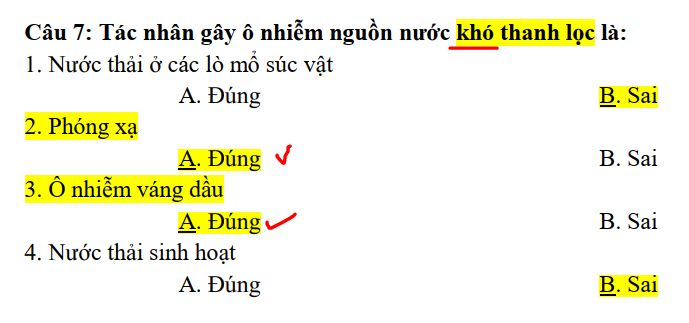 Câu 7: Tác nhân gây ô nhiễm nguồn nước khó thanh lọc là:
1. Nước thải ở các lò mổ súc vật
A. Đúng B. Sai
2. Phóng xạ
A. Đúng B. Sai
3. Ô nhiễm váng dầu
A. Đúng B. Sai
4. Nước thải sinh hoạt
A. Đúng B. Sai